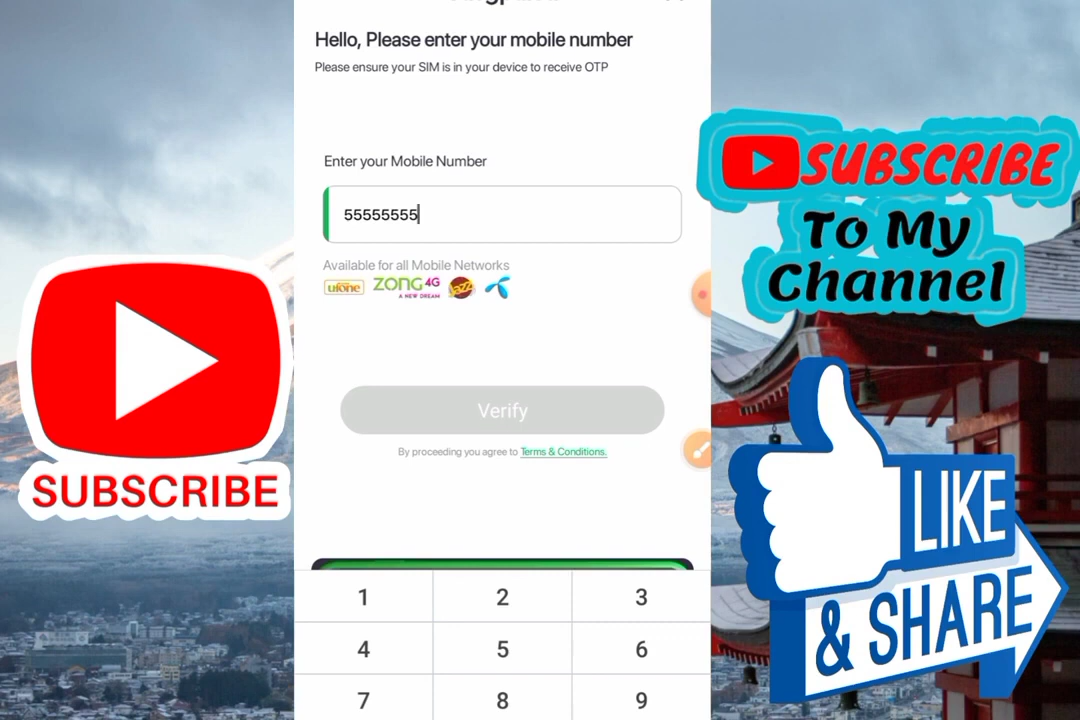 Hello, Please enter your mobile number
Please ensure your SIM is in your device to receive OTP
Enter your Mobile Number
55555555
Available for all Mobile Networks
ufone
ZONG 4G
A NEW DREAM
Jazz
Verify
By proceeding you agree to Terms & Conditions.
1 2 3
4 5 6
7 8 9
SUBSCRIBE
SUBSCRIBE
To My
Channel
LIKE
& SHARE